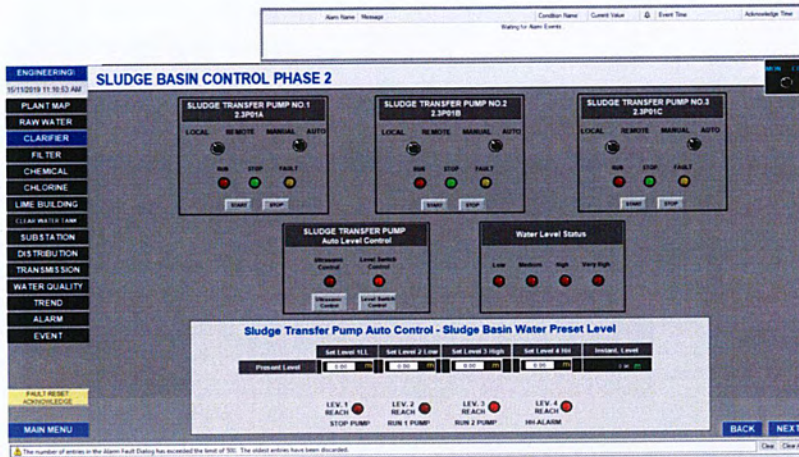 Alarm Name Message Condition Name Current Value Event Time Acknowledge Time
Waiting for Alarm Events
ENGINEERING
15/11/2019 11:10:53 AM
SLUDGE BASIN CONTROL PHASE 2
PLANT MAP
RAW WATER
CLARIFIER
FILTER
CHEMICAL
CHLORINE
LIME BUILDING
CLEAR WATER TANK
SUBSTATION
DISTRIBUTION
TRANSMISSION
WATER QUALITY
TREND
ALARM
EVENT
FAULT RESET
ACKNOWLEDGE
MAIN MENU
SLUDGE TRANSFER PUMP NO.1
2.3P01A
LOCAL REMOTE MANUAL AUTO
RUN STOP FAULT
START STOP
SLUDGE TRANSFER PUMP NO.2
2.3P01B
LOCAL REMOTE MANUAL AUTO
RUN STOP FAULT
START STOP
SLUDGE TRANSFER PUMP NO.3
2.3P01C
LOCAL REMOTE MANUAL AUTO
RUN STOP FAULT
START STOP
SLUDGE TRANSFER PUMP
Auto Level Control
Ultrasonic Control
Level Switch Control
Ultrasonic Control
Level Switch Control
Water Level Status
Low Medium High Very High
Sludge Transfer Pump Auto Control - Sludge Basin Water Preset Level
Set Level 1LL Set Level 2 Low Set Level 3 High Set Level 4 HH Instant. Level
Present Level 0.00 m 0.00 m 0.00 m 0.00 m
LEV. 1 REACH LEV. 2 REACH LEV. 3 REACH LEV. 4 REACH
STOP PUMP RUN 1 PUMP RUN 2 PUMP HH-ALARM
BACK NEXT
The number of entries in the Alarm Fault Dialog has exceeded the limit of 500. The oldest entries have been discarded.
Clear Clear